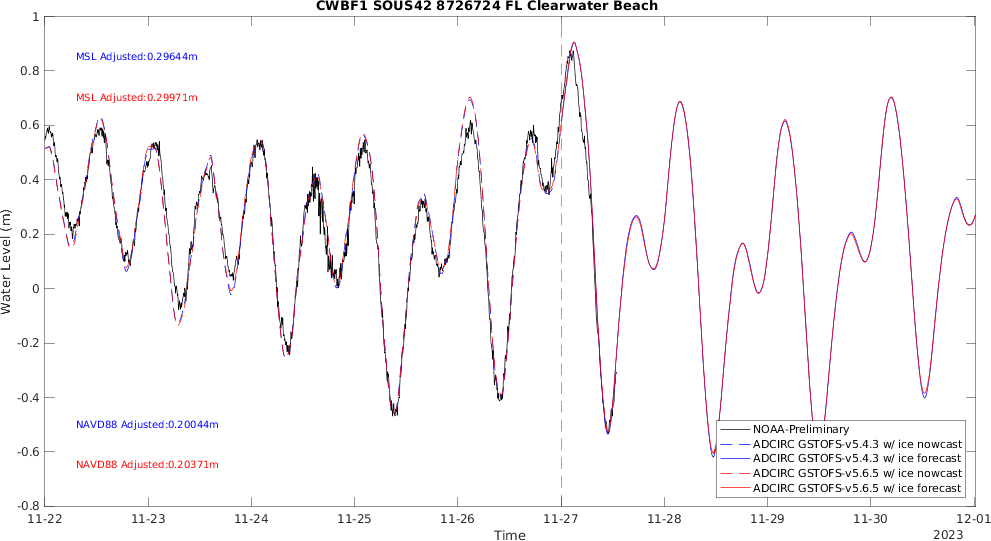 CWBF1 SOUS42 8726724 FL Clearwater Beach
1
0.8
0.6
0.4
0.2
0
-0.2
-0.4
-0.6
-0.8
Water Level (m)
MSL Adjusted:0.29644m
MSL Adjusted:0.29971m
NAVD88 Adjusted:0.20044m
NAVD88 Adjusted:0.20371m
NOAA-Preliminary
ADCIRC GSTOFS-v5.4.3 w/ ice nowcast
ADCIRC GSTOFS-v5.4.3 w/ ice forecast
ADCIRC GSTOFS-v5.6.5 w/ ice nowcast
ADCIRC GSTOFS-v5.6.5 w/ ice forecast
11-22 11-23 11-24 11-25 11-26 11-27 11-28 11-29 11-30 12-01
Time
2023